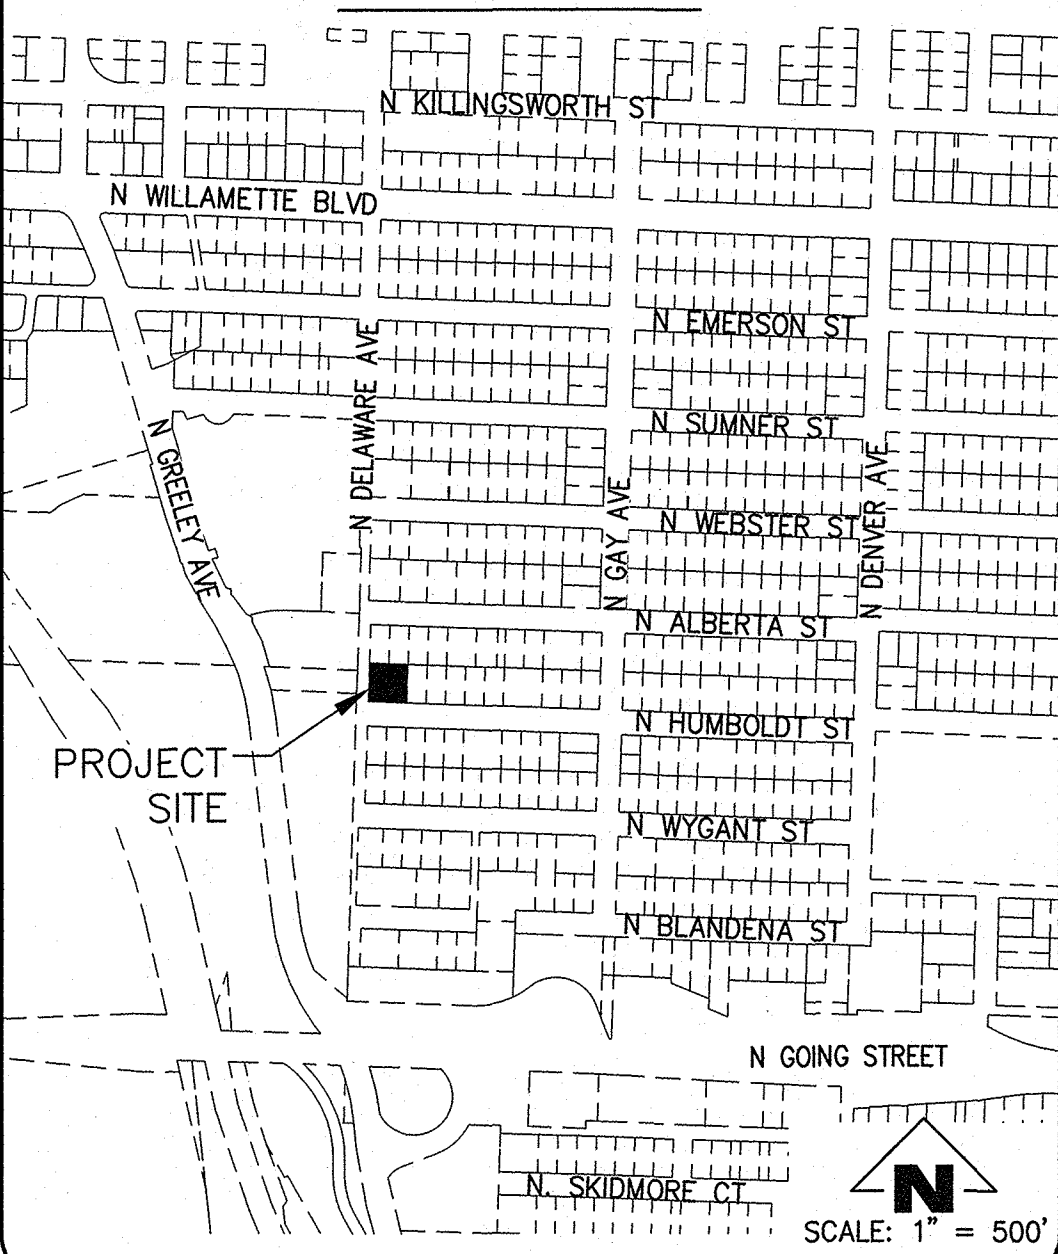 N KILLINGSWORTH ST
N WILLAMETTE BLVD
N EMERSON ST
N DELAWARE AVE
N SUMNER ST
N GREELEY AVE
N DENVER AVE
N GAY AVE
N WEBSTER ST
N ALBERTA ST
N HUMBOLDT ST
PROJECT
SITE
N WYGANT ST
N BLANDENA ST
N GOING STREET
N. SKIDMORE CT
N
SCALE: 1" = 500'